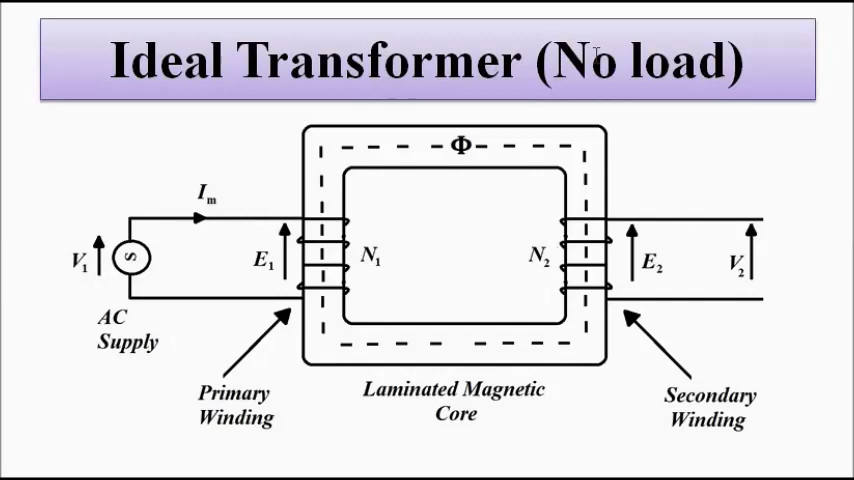 Ideal Transformer (No load)
Φ
Im
V1
S
E1
N1
N2
E2
V2
AC
Supply
Primary
Winding
Laminated Magnetic
Core
Secondary
Winding